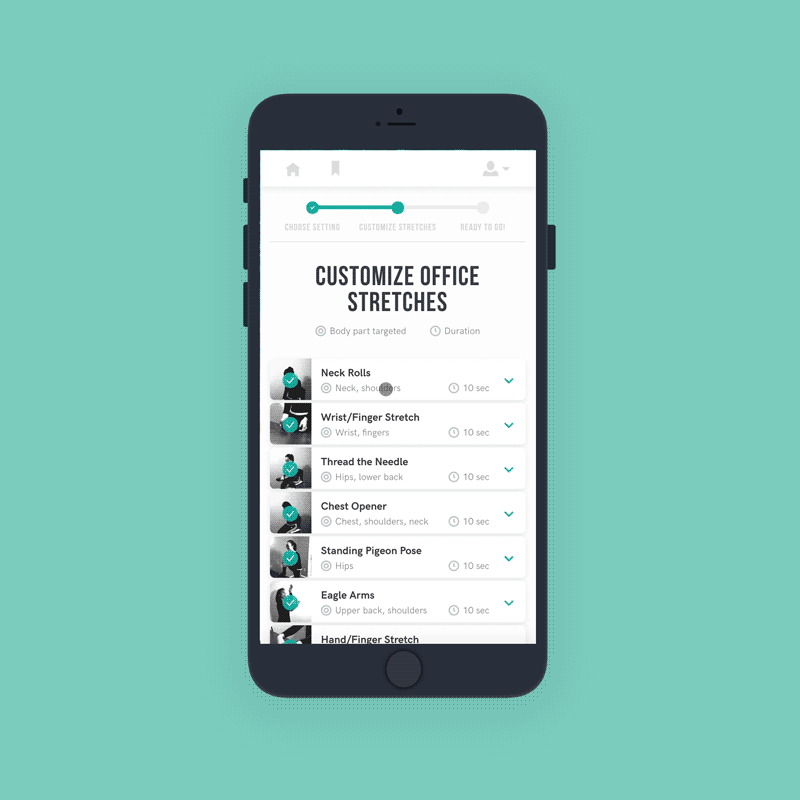 CHOOSE SETTING
CUSTOMIZE STRETCHES
READY TO GO!
CUSTOMIZE OFFICE
STRETCHES
Body part targeted
Duration
Neck Rolls
Neck, shoulders
10 sec
Wrist/Finger Stretch
Wrist, fingers
10 sec
Thread the Needle
Hips, lower back
10 sec
Chest Opener
Chest, shoulders, neck
10 sec
Standing Pigeon Pose
Hips
10 sec
Eagle Arms
Upper back, shoulders
10 sec
Hand/Finger Stretch